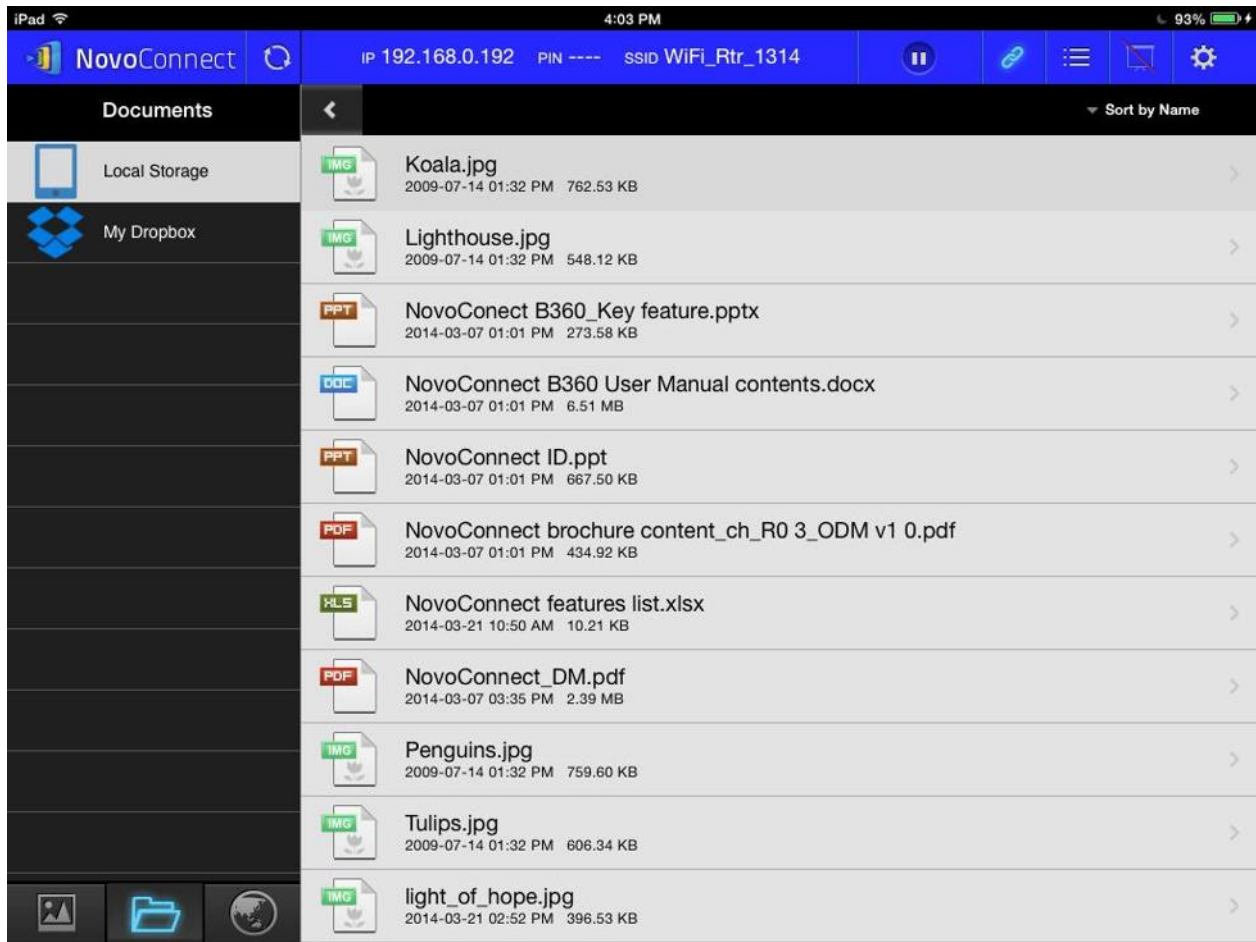 iPad 4:03 PM 93%
NovoConnect IP 192.168.0.192 PIN ---- SSID WiFi_Rtr_1314
Documents
Sort by Name
Local Storage
My Dropbox
IMG
Koala.jpg
2009-07-14 01:32 PM 762.53 KB
IMG
Lighthouse.jpg
2009-07-14 01:32 PM 548.12 KB
PPT
NovoConect B360_Key feature.pptx
2014-03-07 01:01 PM 273.58 KB
DOC
NovoConnect B360 User Manual contents.docx
2014-03-07 01:01 PM 6.51 MB
PPT
NovoConnect ID.ppt
2014-03-07 01:01 PM 667.50 KB
PDF
NovoConnect brochure content_ch_R0 3_ODM v1 0.pdf
2014-03-07 01:01 PM 434.92 KB
XLS
NovoConnect features list.xlsx
2014-03-21 10:50 AM 10.21 KB
PDF
NovoConnect_DM.pdf
2014-03-07 03:35 PM 2.39 MB
IMG
Penguins.jpg
2009-07-14 01:32 PM 759.60 KB
IMG
Tulips.jpg
2009-07-14 01:32 PM 606.34 KB
IMG
light_of_hope.jpg
2014-03-21 02:52 PM 396.53 KB